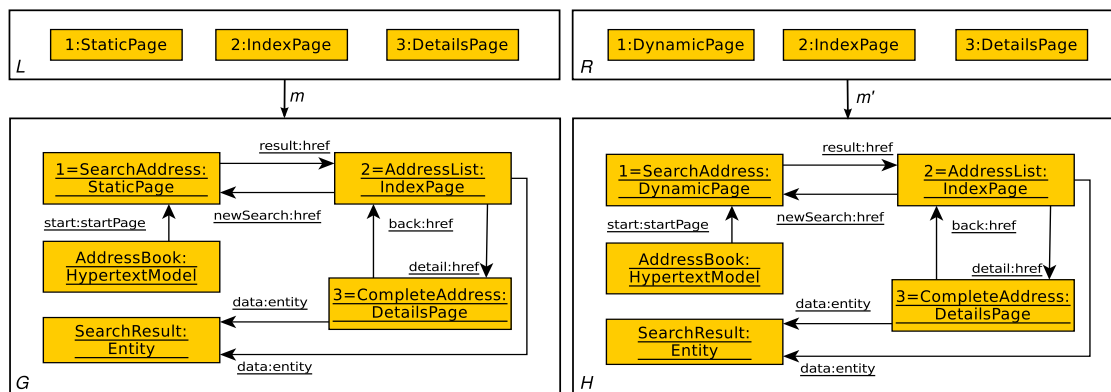 1:StaticPage
2:IndexPage
3:DetailsPage
L
m
result:href
1=SearchAddress:
StaticPage
2=AddressList:
IndexPage
newSearch:href
start:startPage
back:href
AddressBook:
HypertextModel
detail:href
3=CompleteAddress:
DetailsPage
data:entity
SearchResult:
Entity
data:entity
G
1:DynamicPage
2:IndexPage
3:DetailsPage
R
m'
result:href
1=SearchAddress:
DynamicPage
2=AddressList:
IndexPage
newSearch:href
start:startPage
back:href
AddressBook:
HypertextModel
detail:href
3=CompleteAddress:
DetailsPage
data:entity
SearchResult:
Entity
data:entity
H